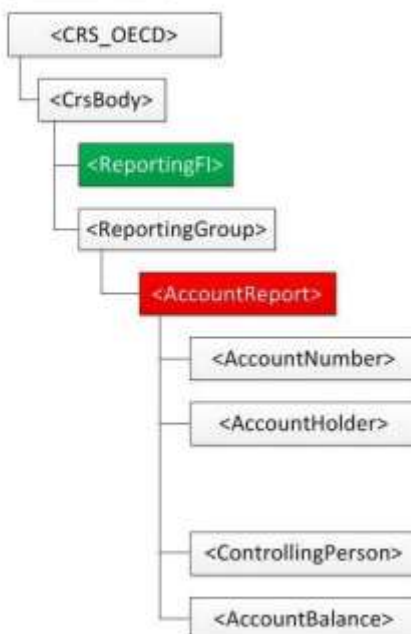 <CRS_OECD>
<CrsBody>
<ReportingFI>
<ReportingGroup>
<AccountReport>
<AccountNumber>
<AccountHolder>
<ControllingPerson>
<AccountBalance>